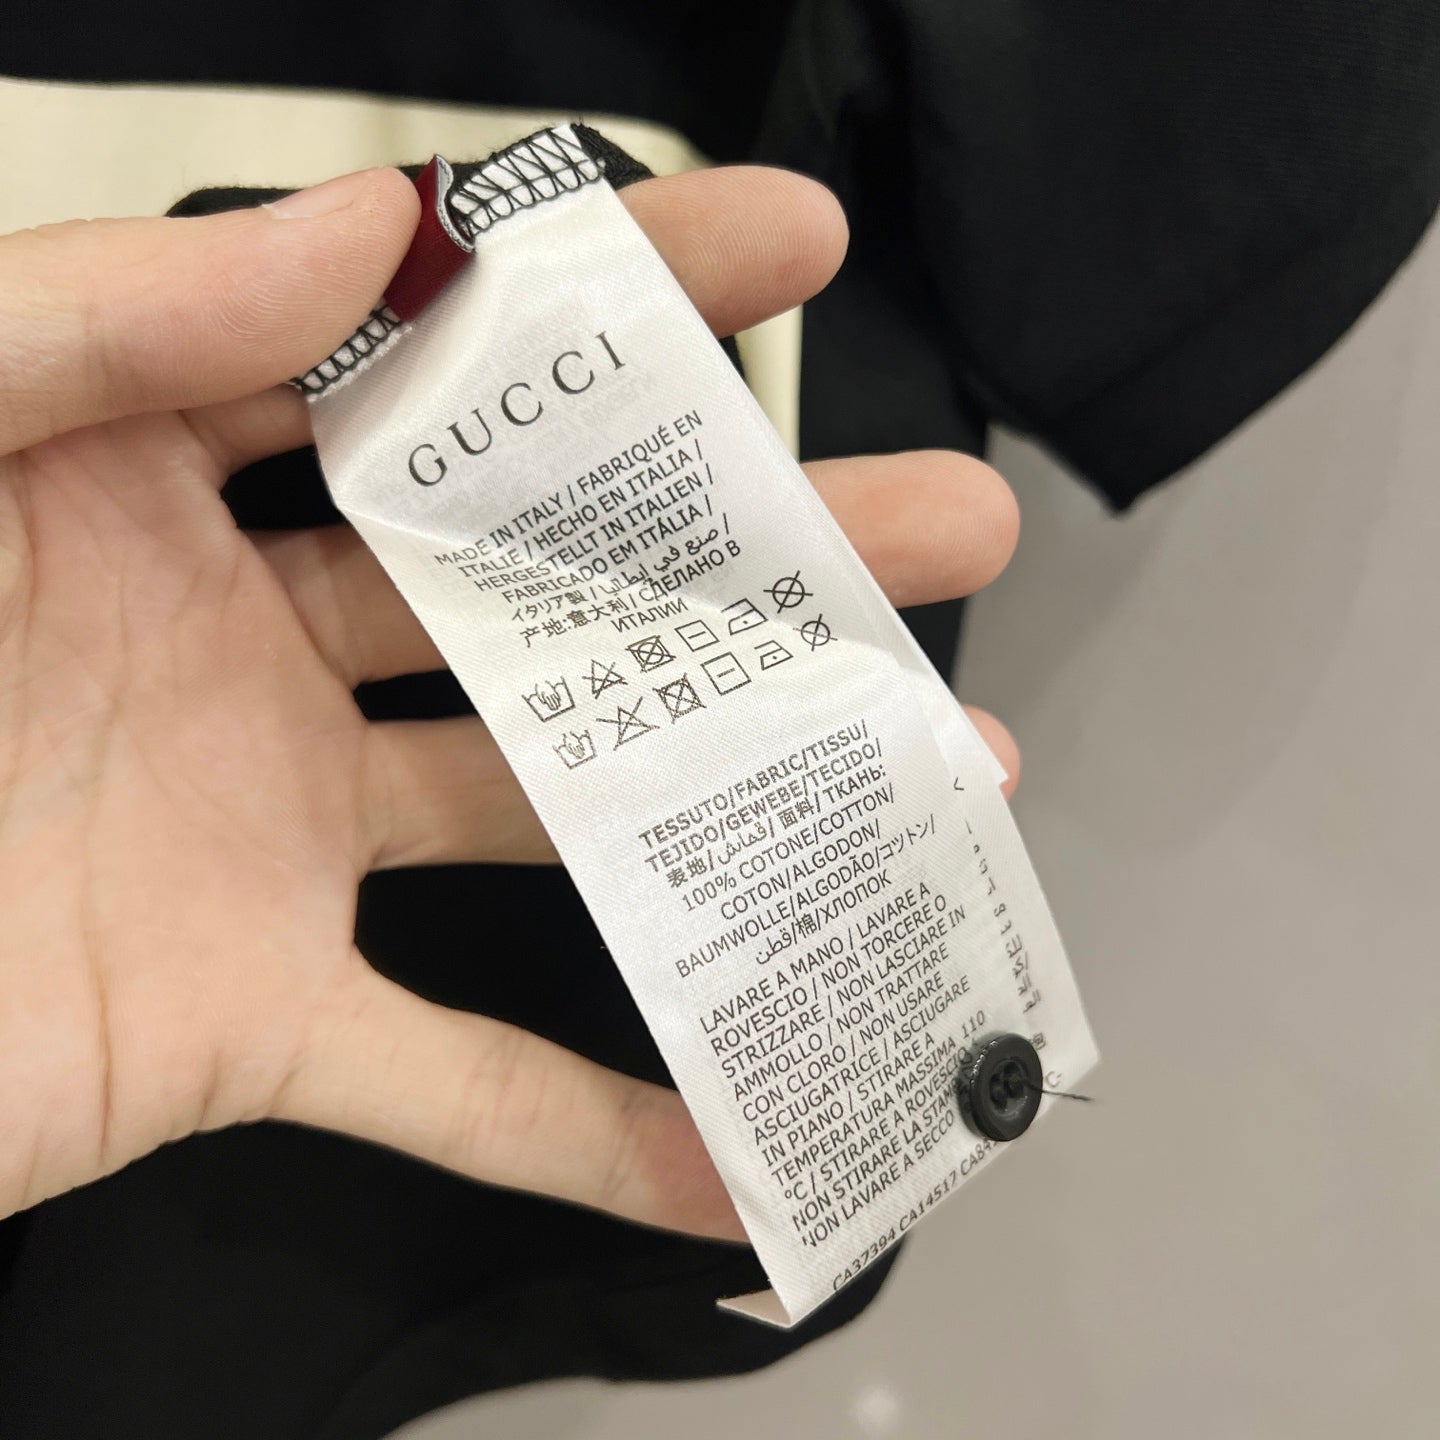 GUCCI
MADE IN ITALY / FABRIQUÉ EN
ITALIE / HECHO EN ITALIA /
HERGESTELLT IN ITALIEN /
FABRICADO EM ITÁLIA /
イタリア製 / صنع في إيطاليا /
产地:意大利 / СДЕЛАНО В
ИТАЛИИ
TESSUTO/FABRIC/TISSU/
TEJIDO/GEWEBE/TECIDO/
表地/قماش/ 面料/ ТКАНЬ:
100% COTONE/COTTON/
COTON/ALGODON/
BAUMWOLLE/ALGODÃO/コットン/
قطن/棉/ХЛОПОК
LAVARE A MANO / LAVARE A
ROVESCIO / NON TORCERE O
STRIZZARE / NON LASCIARE IN
AMMOLLO / NON TRATTARE
CON CLORO / NON USARE
ASCIUGATRICE / ASCIUGARE
IN PIANO / STIRARE A
TEMPERATURA MASSIMA 110
°C / STIRARE A ROVESCIO
NON STIRARE LA
NON LAVARE A SECCO
CA37394 CA14517